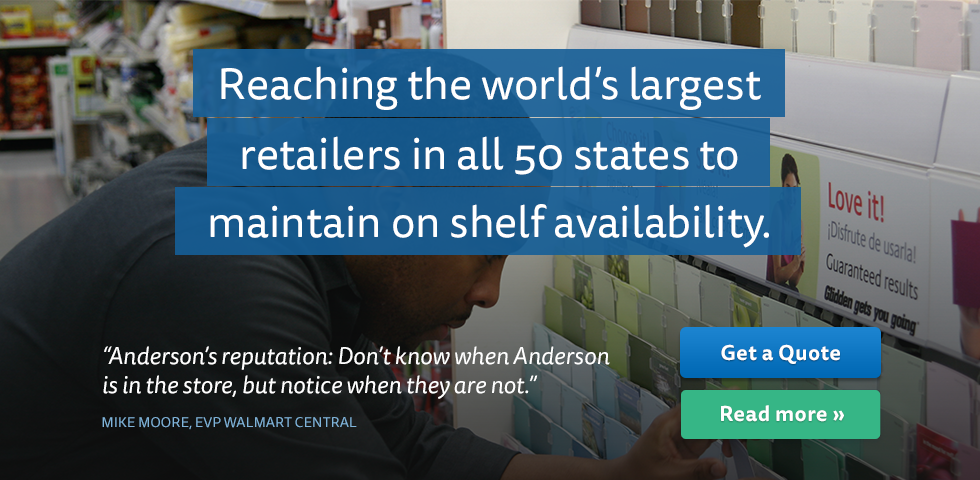 Reaching the world's largest
retailers in all 50 states to
maintain on shelf availability.
Love it!
¡Disfrute de usarla!
Guaranteed results
Glidden gets you going
“Anderson's reputation: Don't know when Anderson
is in the store, but notice when they are not.”
MIKE MOORE, EVP WALMART CENTRAL
Get a Quote
Read more »